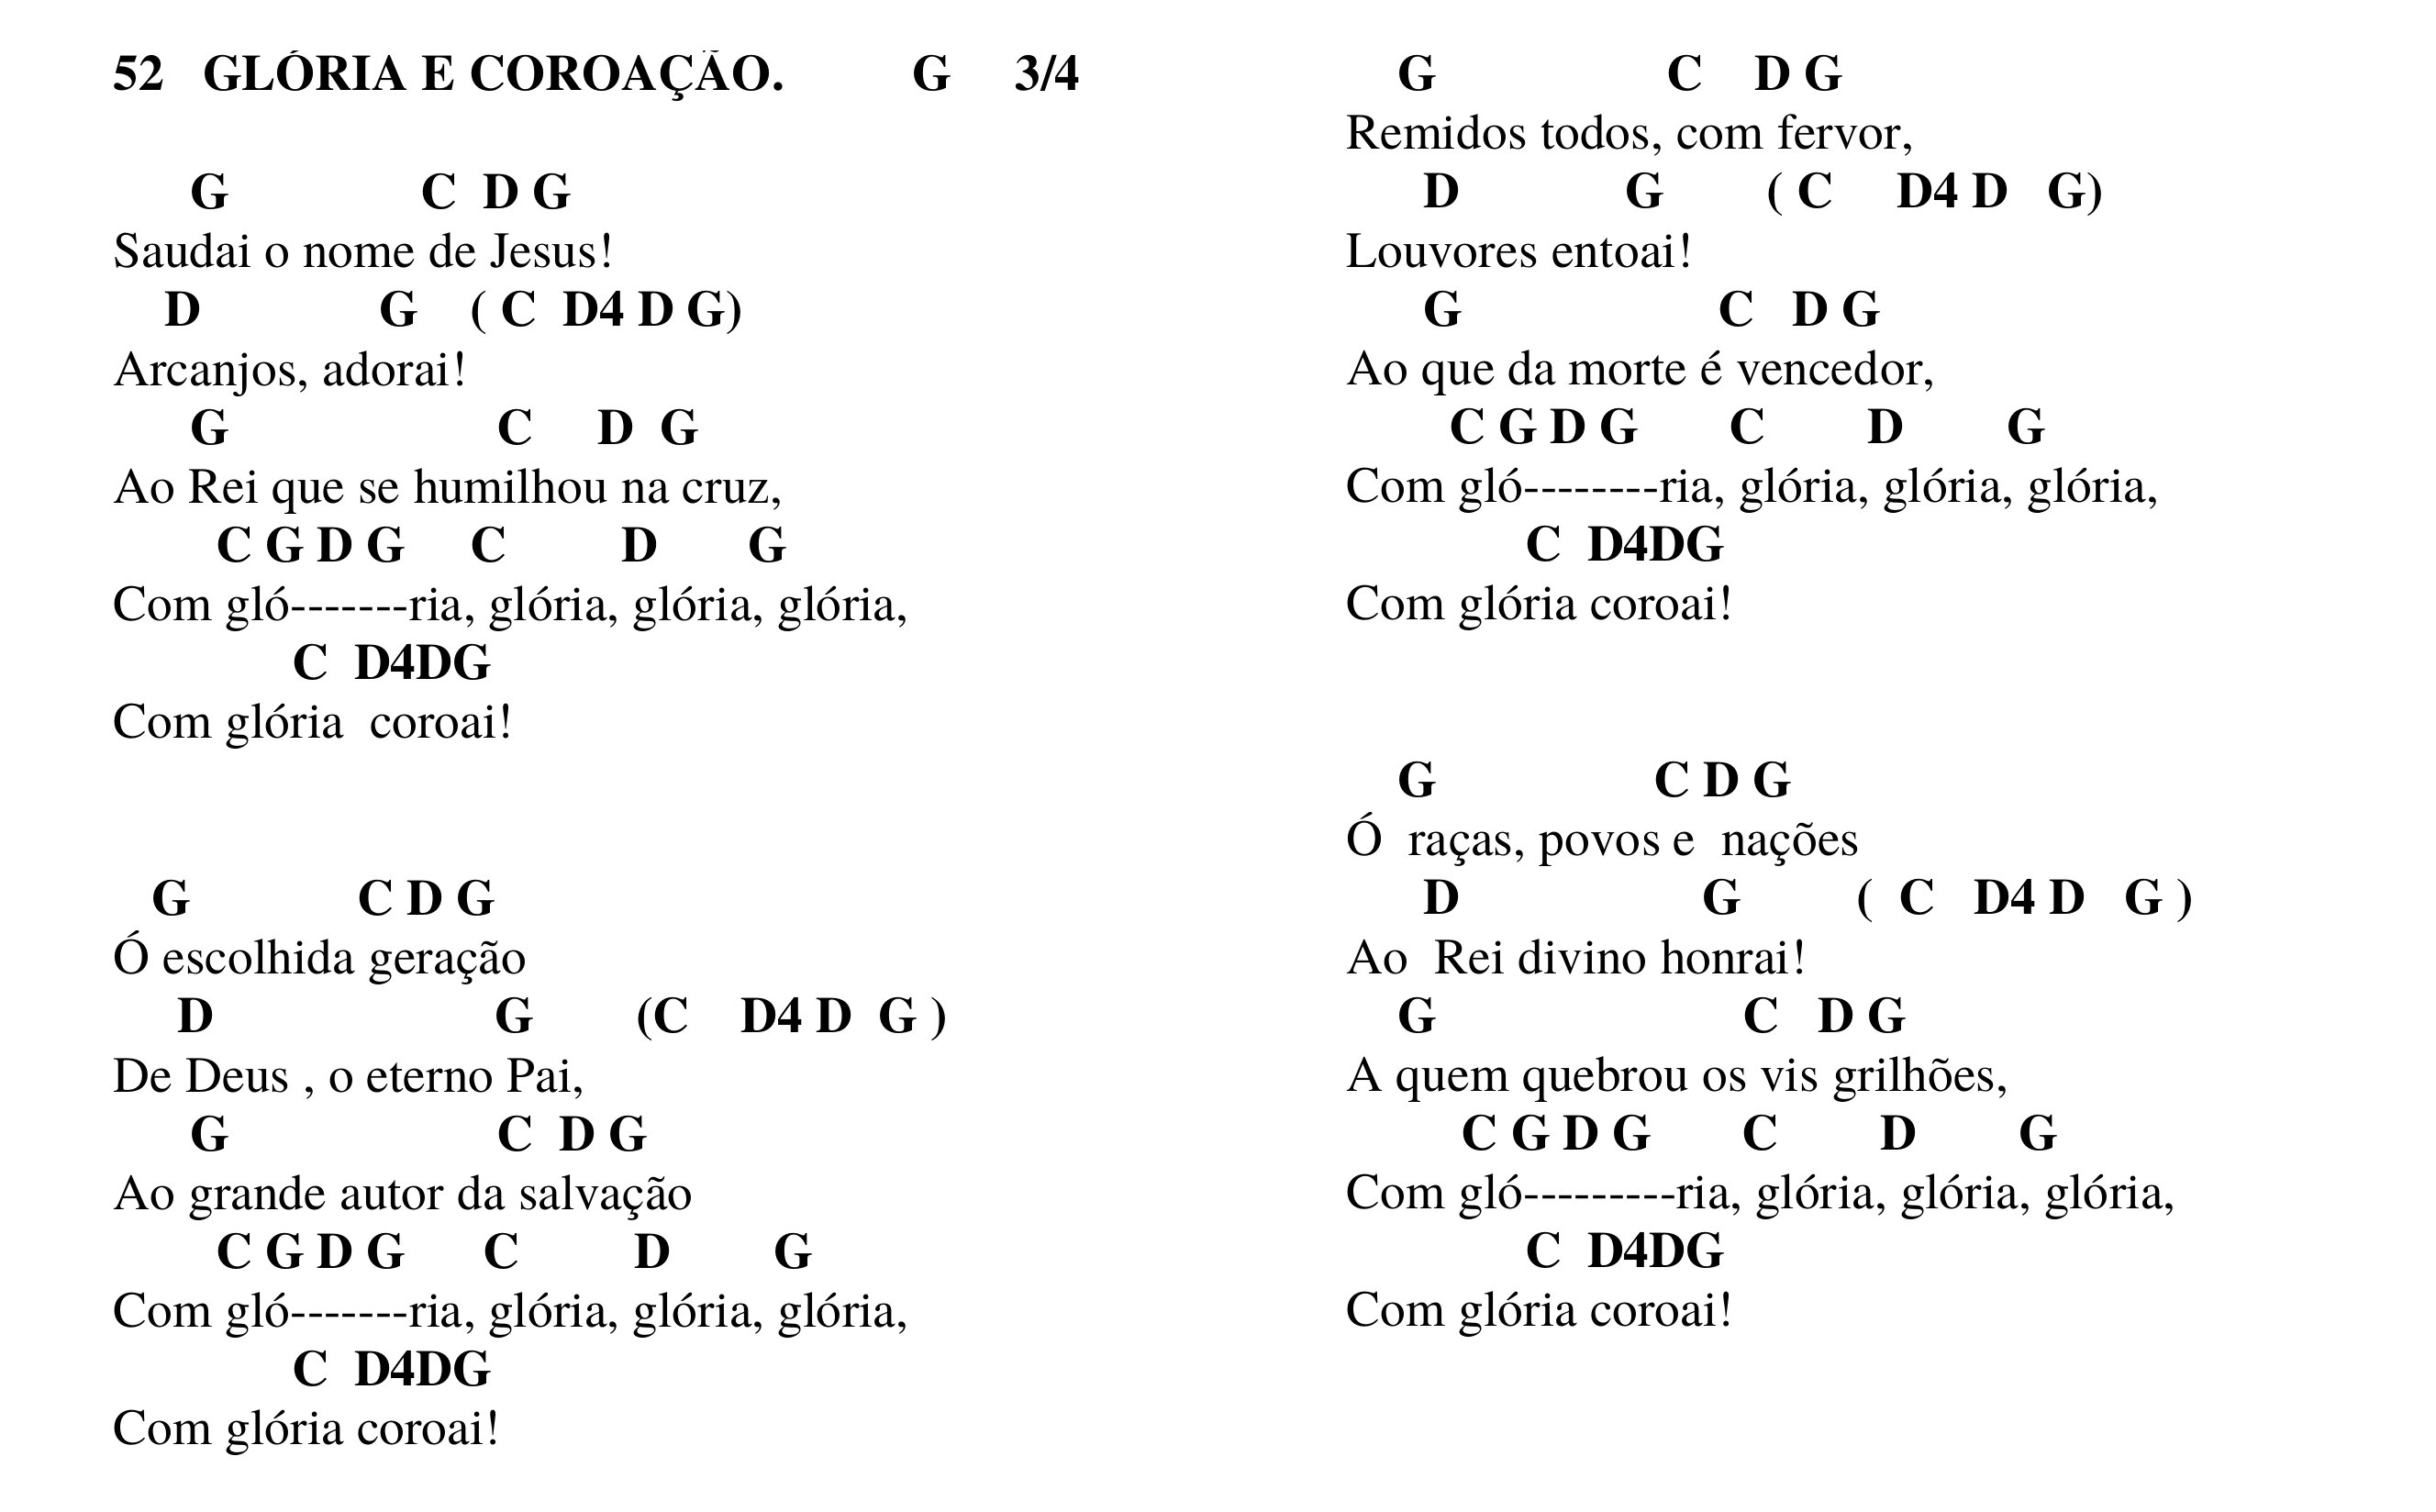 52 GLÓRIA E COROAÇÃO. G 3/4
G C D G
Saudai o nome de Jesus!
D G ( C D4 D G)
Arcanjos, adorai!
G C D G
Ao Rei que se humilhou na cruz,
C G D G C D G
Com gló-------ria, glória, glória, glória,
C D4DG
Com glória coroai!
G C D G
Ó escolhida geração
D G (C D4 D G )
De Deus , o eterno Pai,
G C D G
Ao grande autor da salvação
C G D G C D G
Com gló-------ria, glória, glória, glória,
C D4DG
Com glória coroai!
G C D G
Remidos todos, com fervor,
D G ( C D4 D G)
Louvores entoai!
G C D G
Ao que da morte é vencedor,
C G D G C D G
Com gló--------ria, glória, glória, glória,
C D4DG
Com glória coroai!
G C D G
Ó raças, povos e nações
D G ( C D4 D G )
Ao Rei divino honrai!
G C D G
A quem quebrou os vis grilhões,
C G D G C D G
Com gló---------ria, glória, glória, glória,
C D4DG
Com glória coroai!